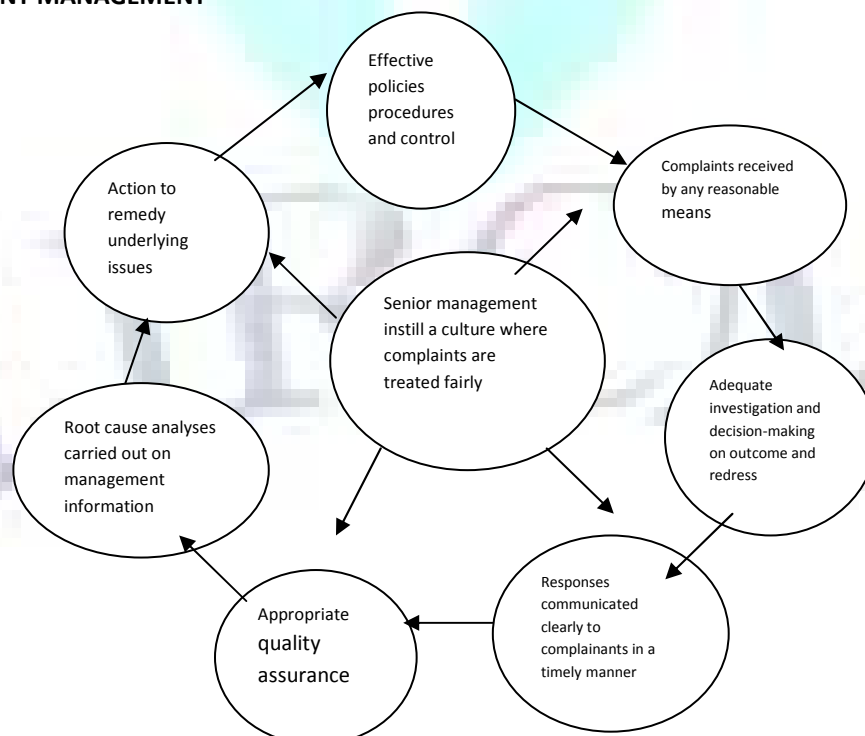 NT MANAGEMENT
Effective
policies
procedures
and control
Complaints received
by any reasonable
means
Action to
remedy
underlying
issues
Senior management
instill a culture where
complaints are
treated fairly
Adequate
investigation and
decision-making
on outcome and
redress
Root cause analyses
carried out on
management
information
Responses
communicated
clearly to
complainants in a
timely manner
Appropriate
quality
assurance